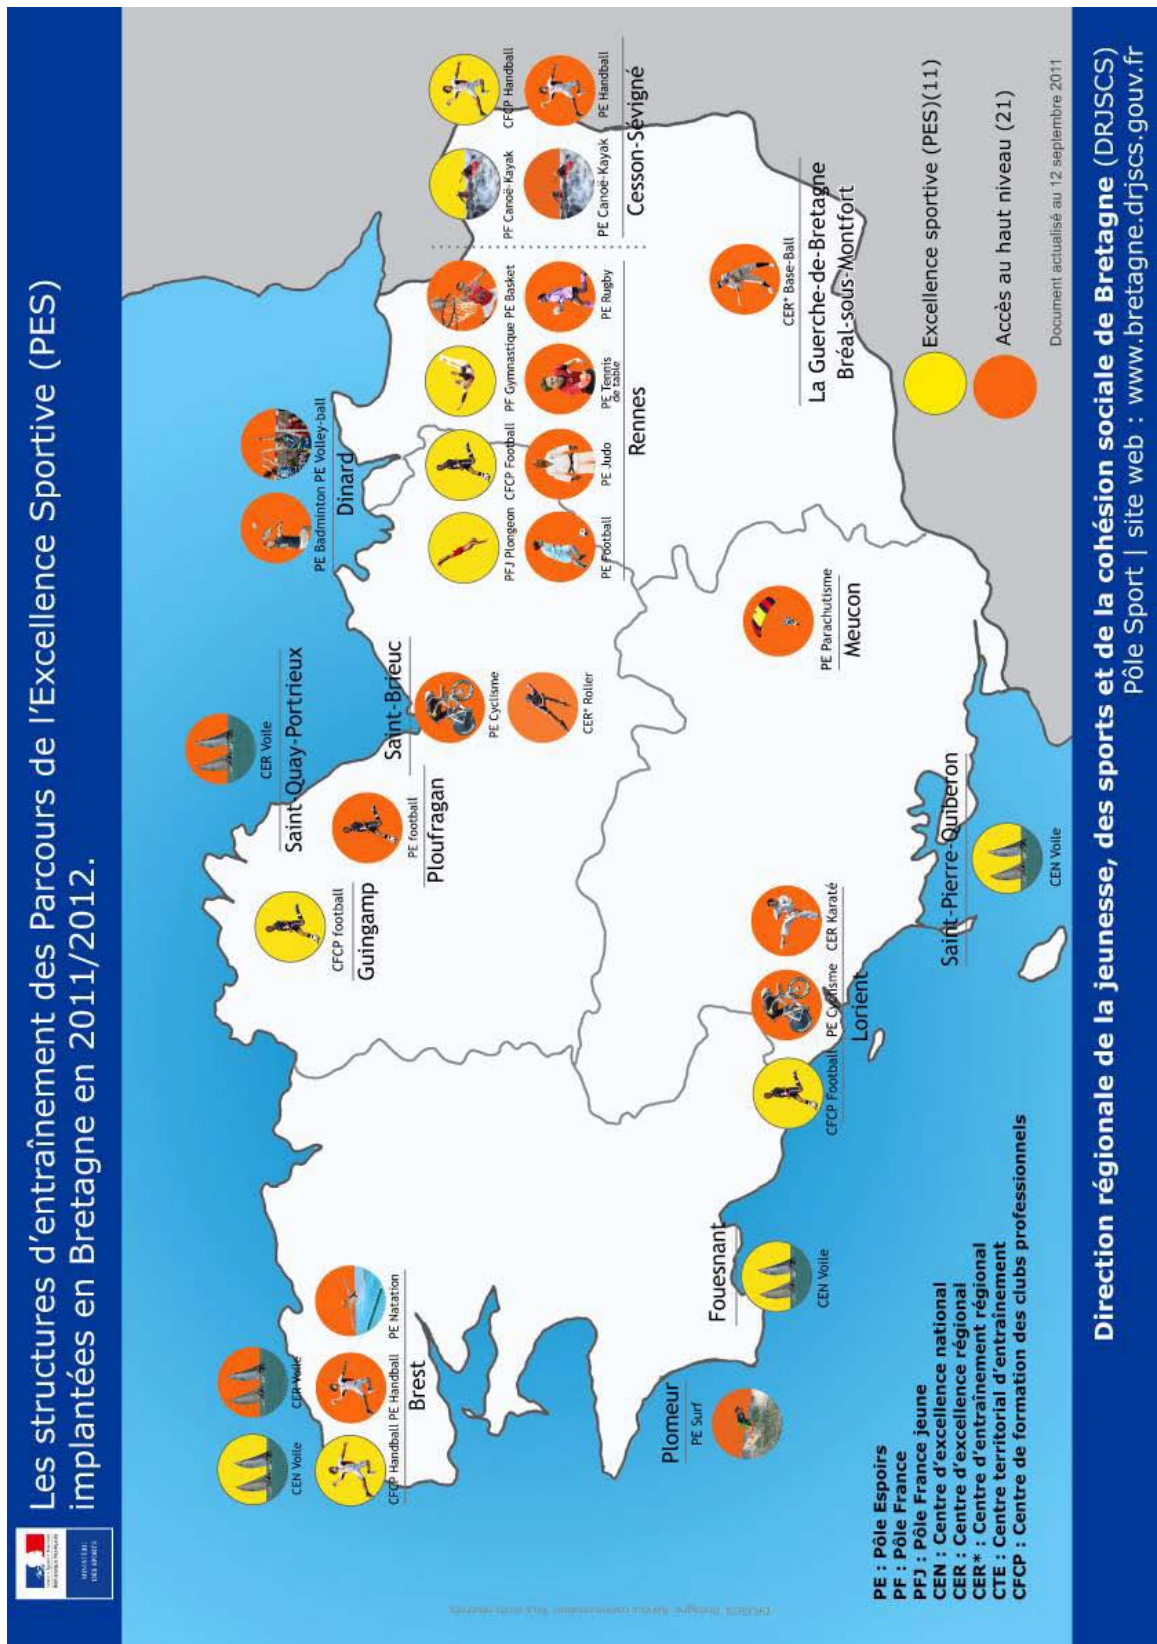 Les structures d'entraînement des Parcours de l'Excellence Sportive (PES)
implantées en Bretagne en 2011/2012.
MINISTÈRE
DES SPORTS
CEN Voile
CER Voile
CFCP Handball
PE Handball
PE Natation
Brest
Plomeur
PE Surf
Fouesnant
CEN Voile
CFCP football
Guingamp
PE football
Ploufragan
CER Voile
Saint-Quay-Portrieux
Saint-Brieuc
PE Cyclisme
CER* Roller
PE Badminton
PE Volley-ball
Dinard
CFCP Football
PE Cyclisme
CER Karaté
Lorient
Saint-Pierre-Quiberon
CEN Voile
PE Parachutisme
Meucon
PFJ Plongeon
CFCP Football
PF Gymnastique
PE Basket
PE Football
PE Judo
PE Tennis
de table
PE Rugby
Rennes
PF Canoë-Kayak
CFCP Handball
PE Canoë-Kayak
PE Handball
Cesson-Sévigné
CER* Base-Ball
La Guerche-de-Bretagne
Bréal-sous-Montfort
Excellence sportive (PES)(11)
Accès au haut niveau (21)
Document actualisé au 12 septembre 2011
PE : Pôle Espoirs
PF : Pôle France
PFJ : Pôle France jeune
CEN : Centre d'excellence national
CER : Centre d'excellence régional
CER* : Centre d'entraînement régional
CTE : Centre territorial d'entraînement
CFCP : Centre de formation des clubs professionnels
Direction régionale de la jeunesse, des sports et de la cohésion sociale de Bretagne (DRJSCS)
Pôle Sport | site web : www.bretagne.drjscs.gouv.fr